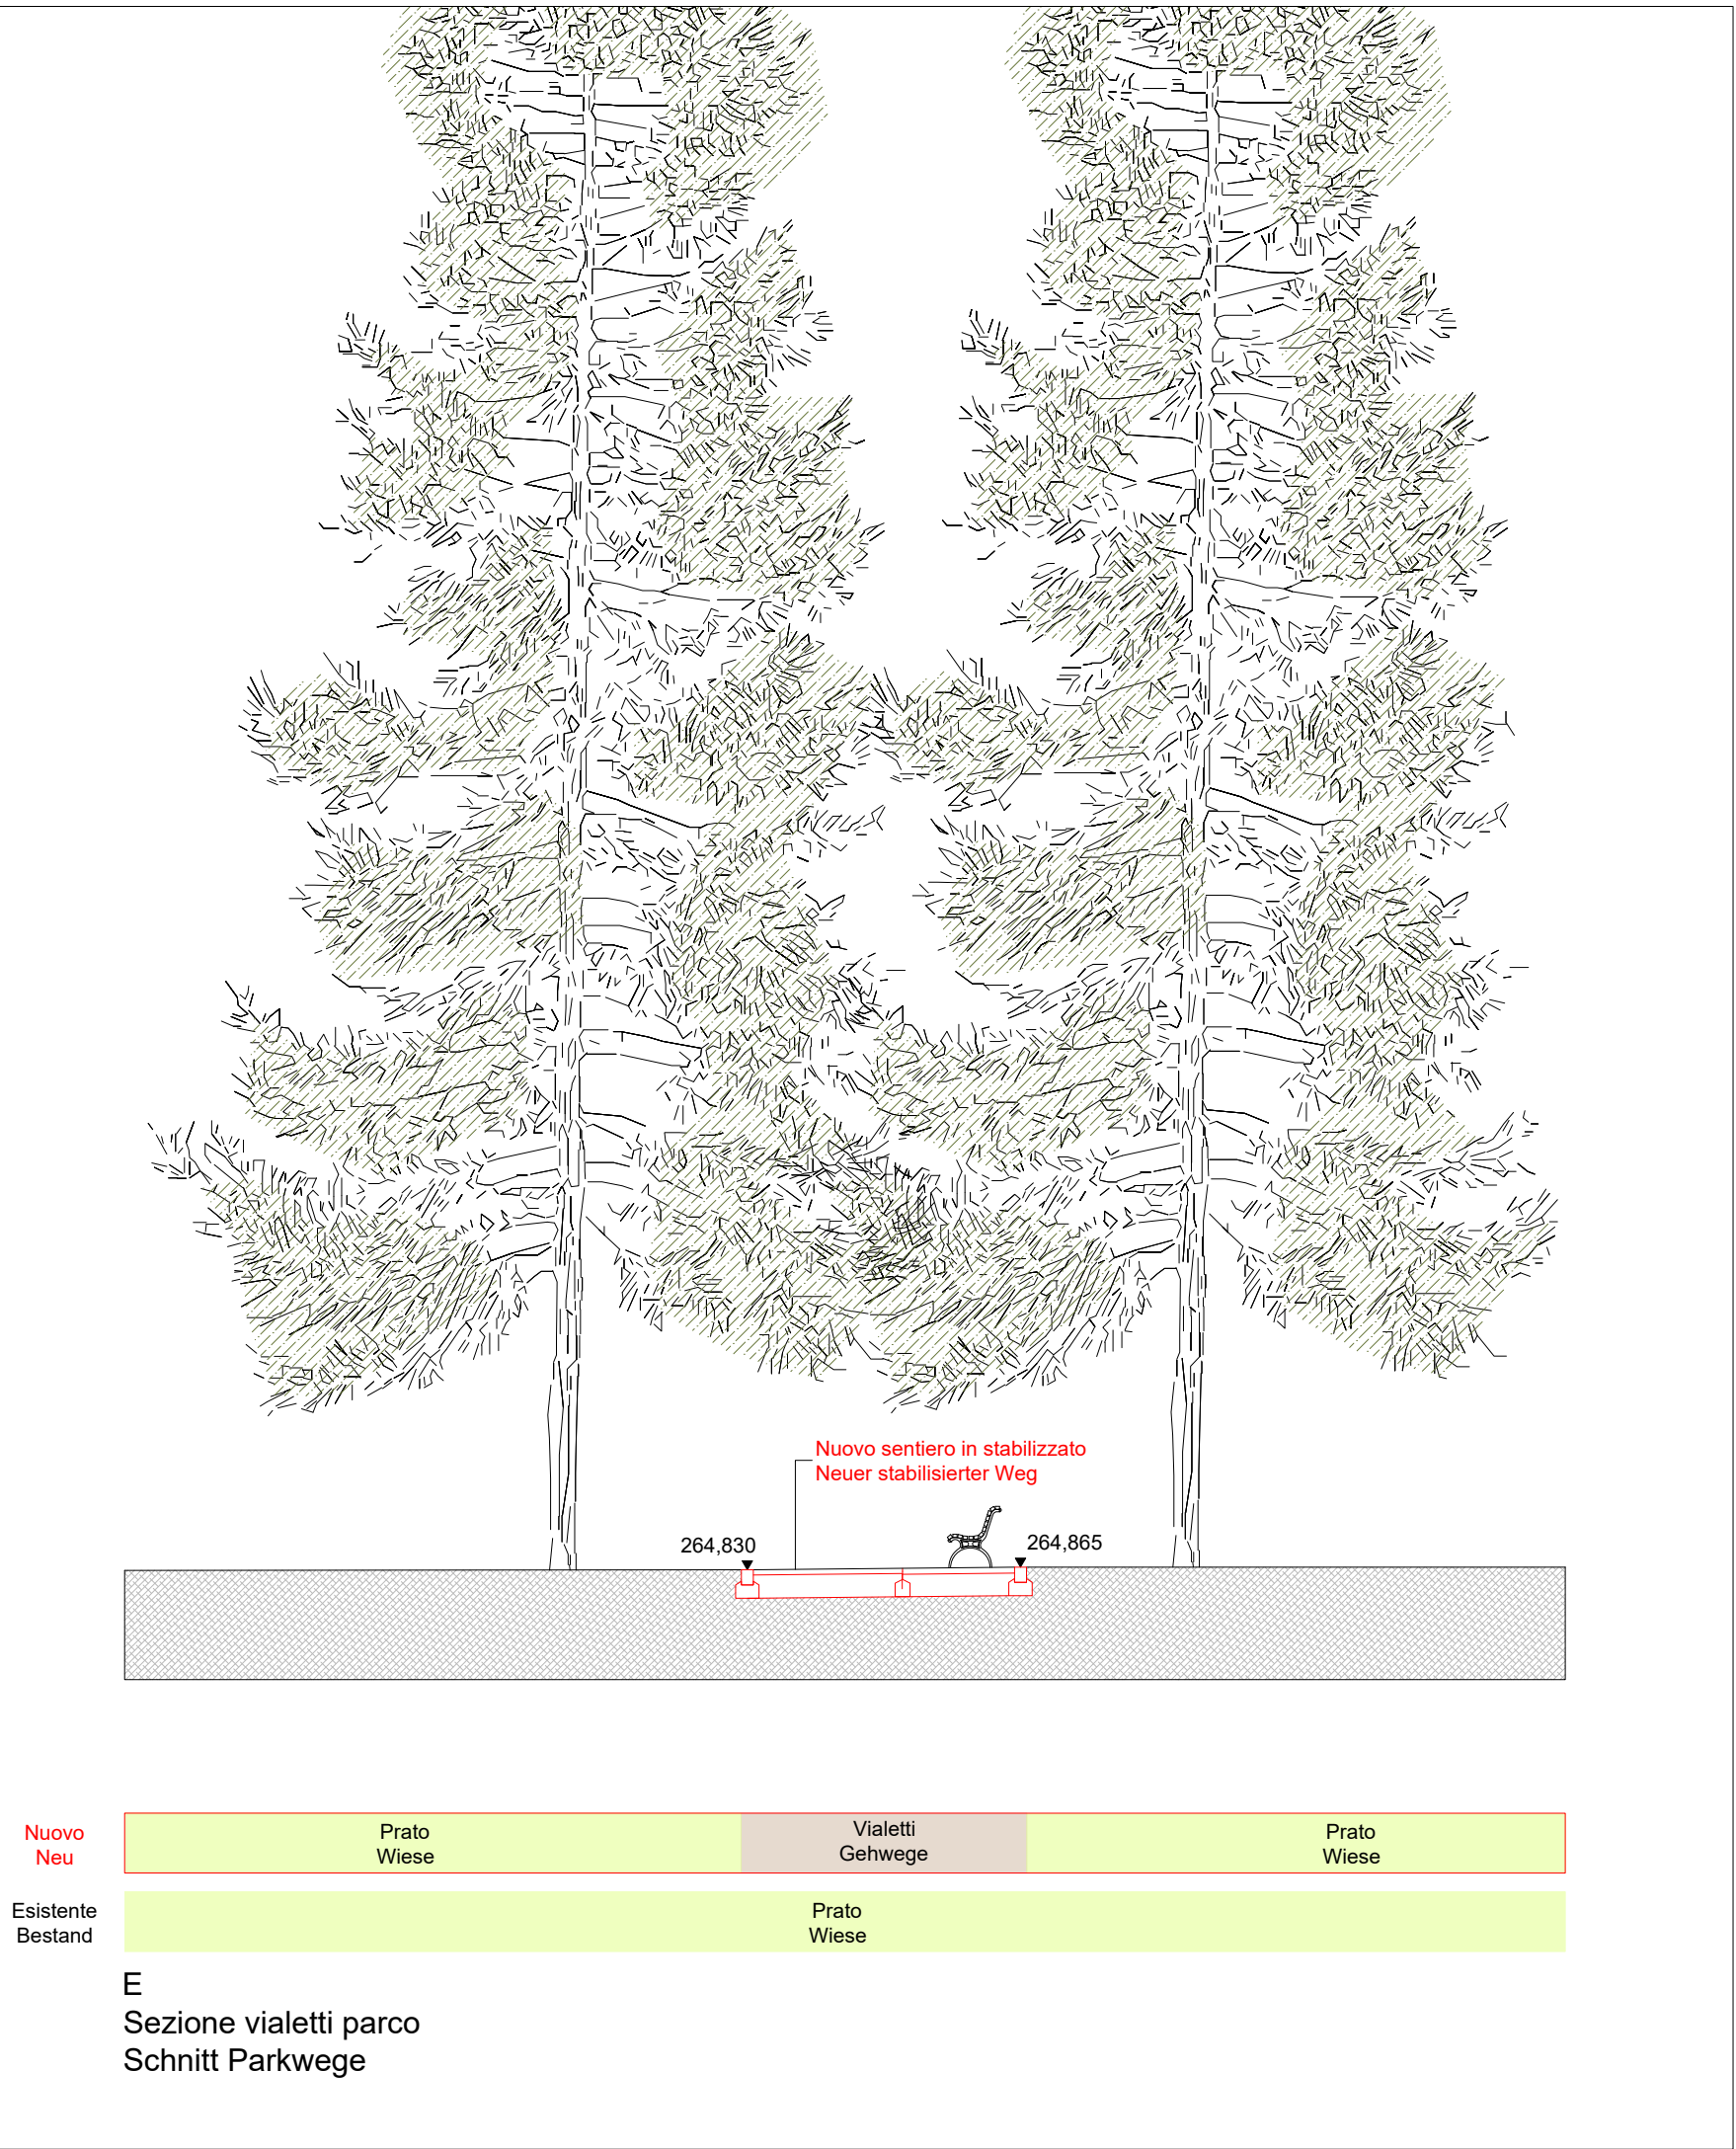 Nuovo sentiero in stabilizzato
Neuer stabilisierter Weg
264,830
264,865
Nuovo
Neu
Prato
Wiese
Vialetti
Gehwege
Prato
Wiese
Esistente
Bestand
Prato
Wiese
E
Sezione vialetti parco
Schnitt Parkwege